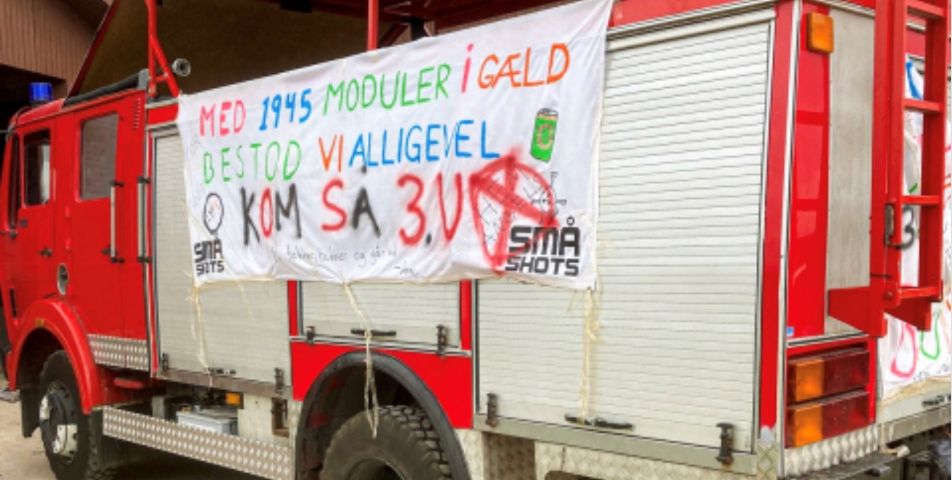 MED 1945 MODULER i GÆLD
BESTOD VI ALLIGEVEL
KOM SÅ 3.U
SMÅ
SHOTS
SMÅ
SHOTS